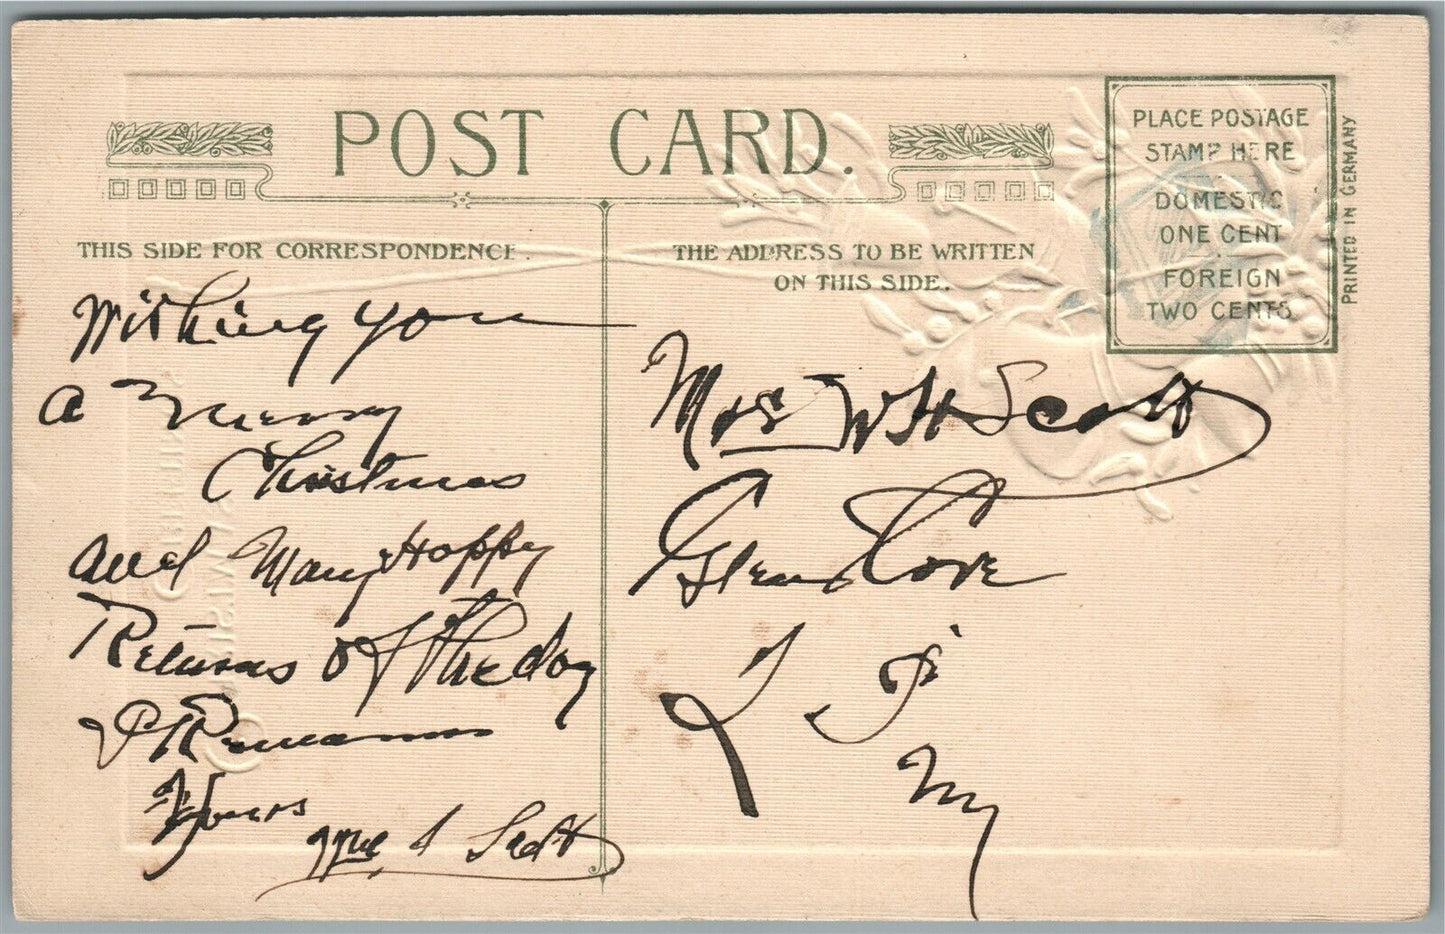 POST CARD.
THIS SIDE FOR CORRESPONDENCE.
THE ADDRESS TO BE WRITTEN
ON THIS SIDE.
PLACE POSTAGE
STAMP HERE
DOMESTIC
ONE CENT
FOREIGN
TWO CENTS
PRINTED IN GERMANY
Wishing you
a Merry
Christmas
and Many Happy
Returns of the day
I Remain
Yours
Scott
Mrs W H Scott
Glen Cove
L I
NY